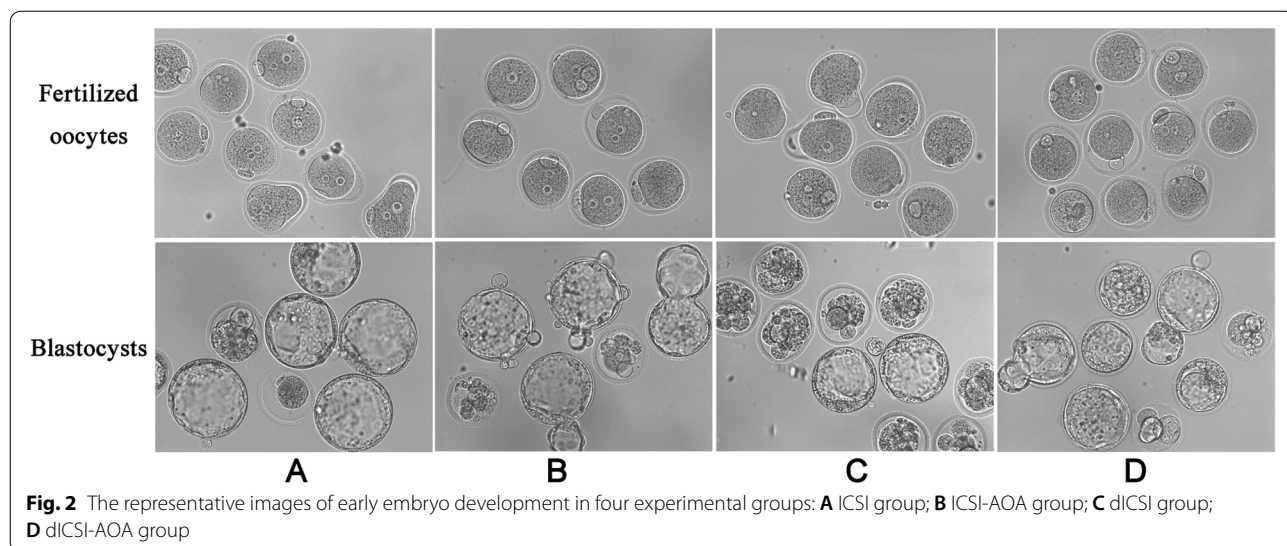 Fertilized
oocytes
Blastocysts
A B C D
Fig. 2 The representative images of early embryo development in four experimental groups: A ICSI group; B ICSI-AOA group; C dICSI group;
D dICSI-AOA group